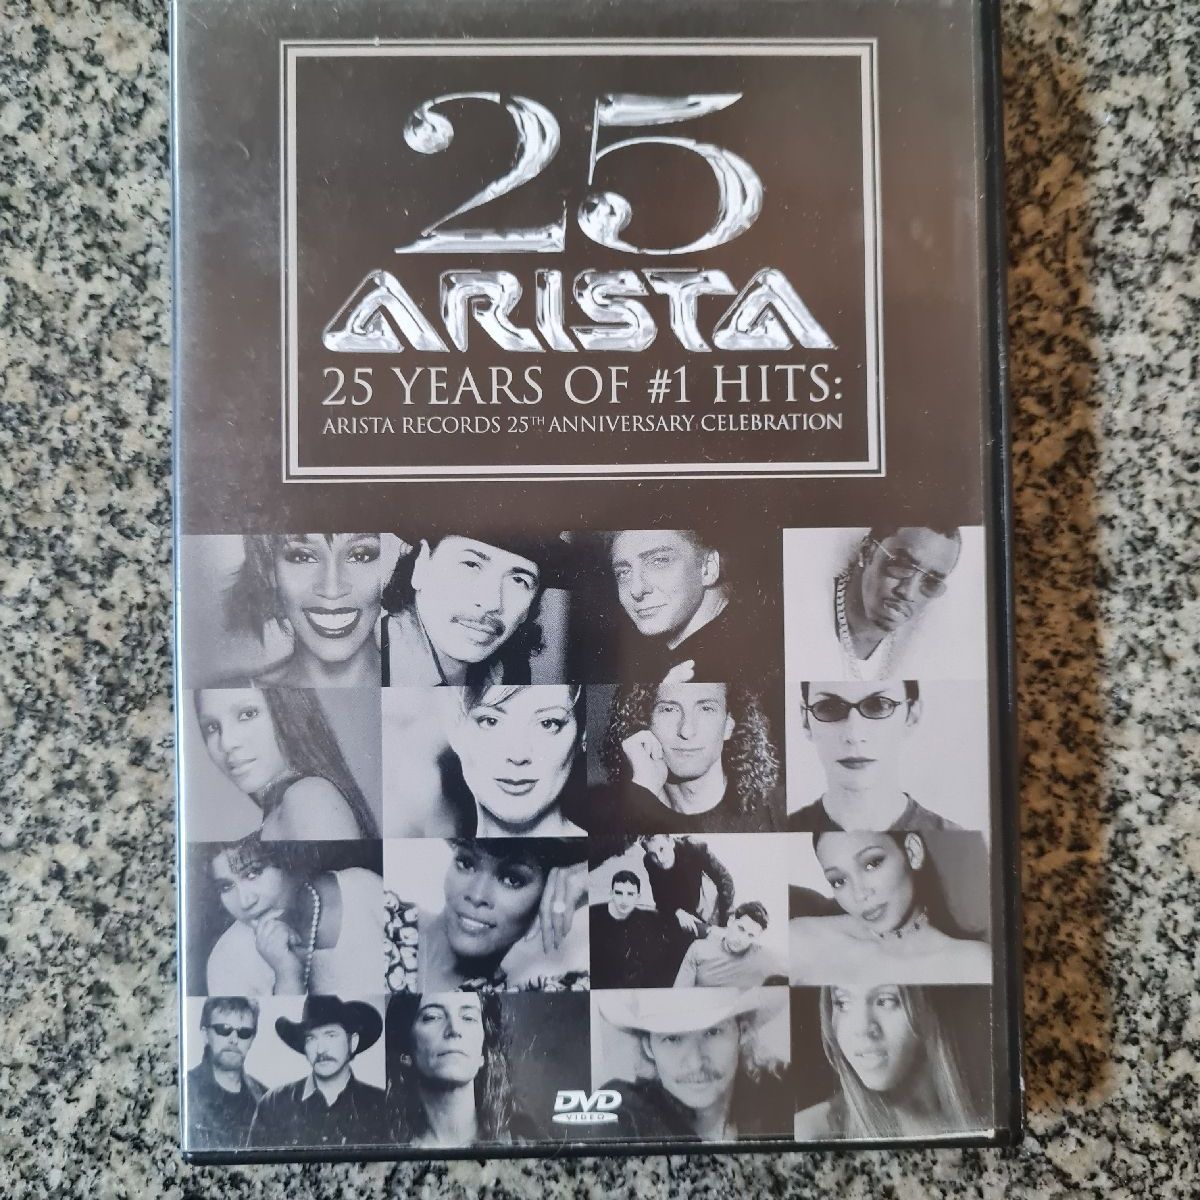 25
ARISTA
25 YEARS OF #1 HITS:
ARISTA RECORDS 25TH ANNIVERSARY CELEBRATION
DVD
VIDEO